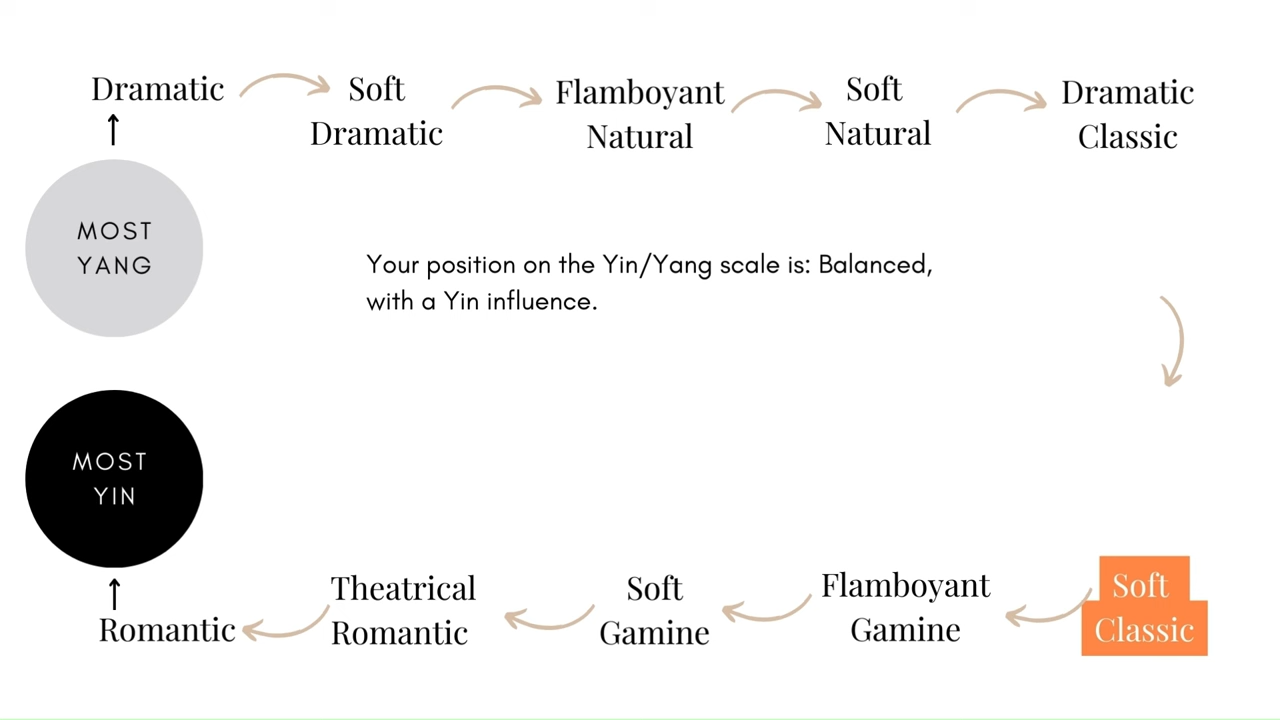 Dramatic
Soft
Dramatic
Flamboyant
Natural
Soft
Natural
Dramatic
Classic
MOST
YANG
Your position on the Yin/Yang scale is: Balanced,
with a Yin influence.
MOST
YIN
Romantic
Theatrical
Romantic
Soft
Gamine
Flamboyant
Gamine
Soft
Classic